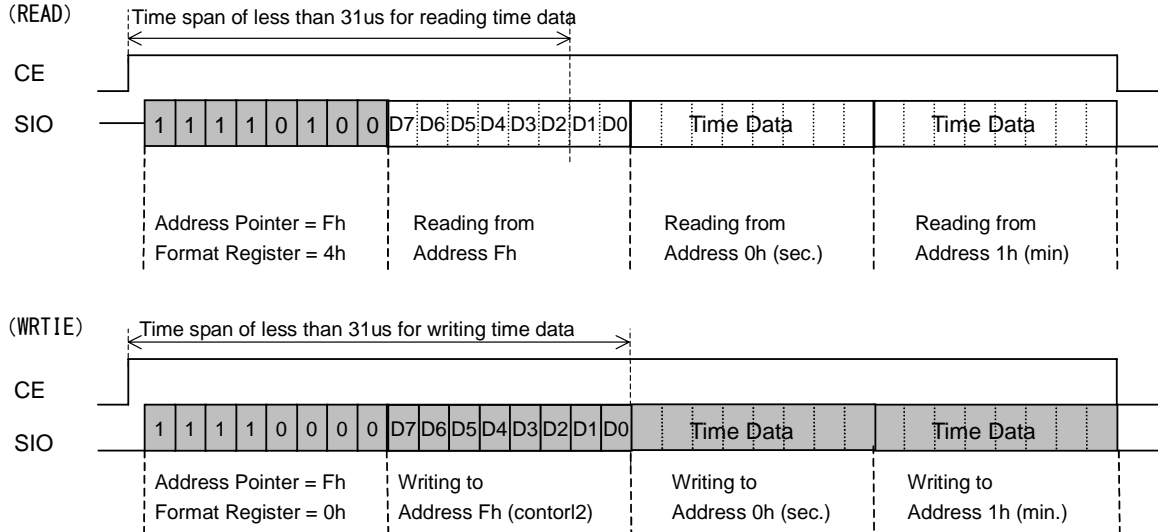 (READ)
Time span of less than 31us for reading time data
CE
SIO 1 1 1 1 0 1 0 0 D7 D6 D5 D4 D3 D2 D1 D0 Time Data Time Data
Address Pointer = Fh Reading from Reading from Reading from
Format Register = 4h Address Fh Address 0h (sec.) Address 1h (min)
(WRTIE)
Time span of less than 31us for writing time data
CE
SIO 1 1 1 1 0 0 0 0 D7 D6 D5 D4 D3 D2 D1 D0 Time Data Time Data
Address Pointer = Fh Writing to Writing to Writing to
Format Register = 0h Address Fh (contorl2) Address 0h (sec.) Address 1h (min.)